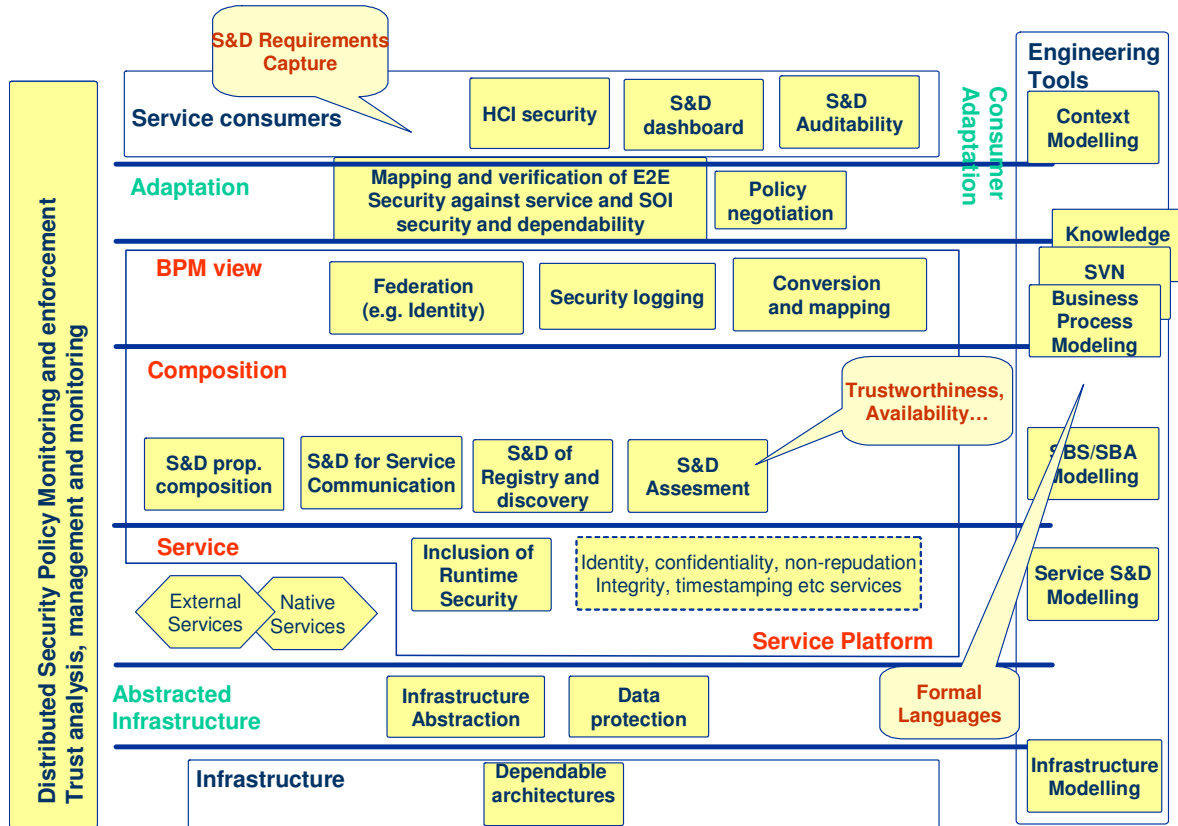 S&D Requirements
Capture
Engineering
Tools
Service consumers
HCI security
S&D
dashboard
S&D
Auditability
Consumer
Adaptation
Context
Modelling
Adaptation
Mapping and verification of E2E
Security against service and SOI
security and dependability
Policy
negotiation
Distributed Security Policy Monitoring and enforcement
Trust analysis, management and monitoring
Knowledge
BPM view
SVN
Federation
(e.g. Identity)
Security logging
Conversion
and mapping
Business
Process
Modeling
Composition
Trustworthiness,
Availability…
S&D prop.
composition
S&D for Service
Communication
S&D of
Registry and
discovery
S&D
Assesment
SBS/SBA
Modelling
Service
Inclusion of
Runtime
Security
Identity, confidentiality, non-repudation
Integrity, timestamping etc services
Service S&D
Modelling
External
Services
Native
Services
Service Platform
Abstracted
Infrastructure
Infrastructure
Abstraction
Data
protection
Formal
Languages
Infrastructure
Dependable
architectures
Infrastructure
Modelling